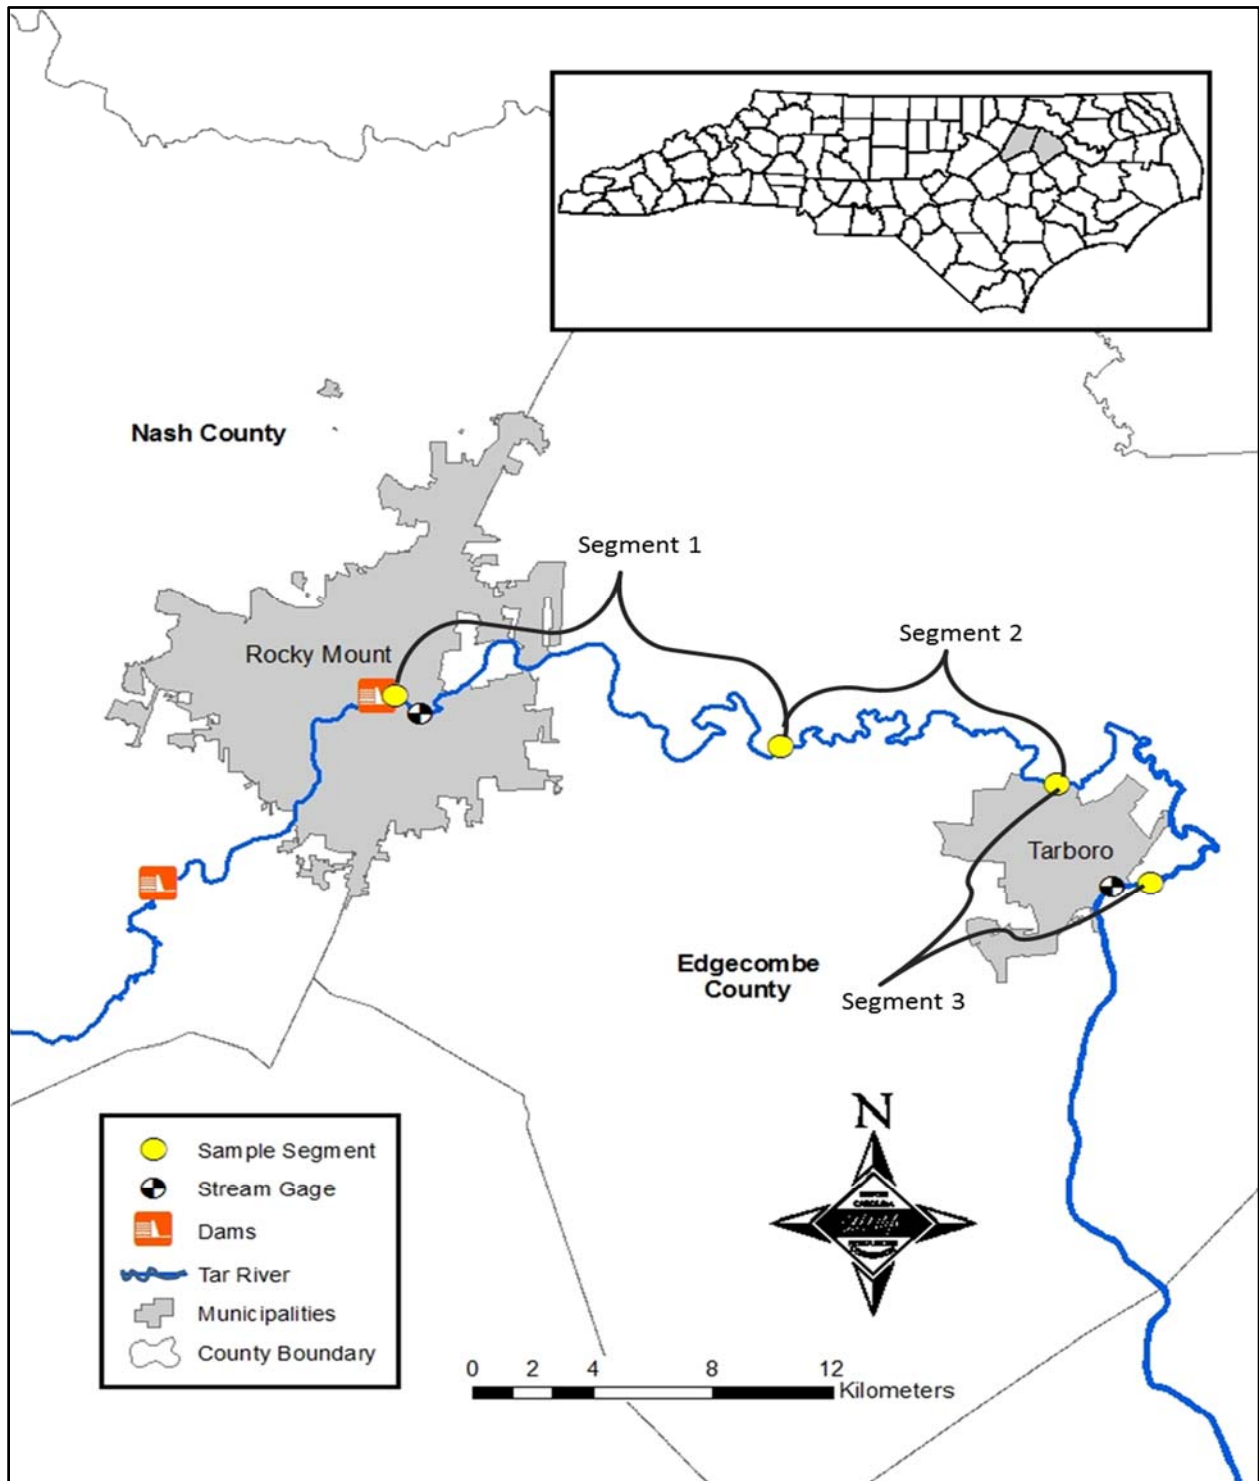 Nash County
Segment 1
Segment 2
Rocky Mount
Tarboro
Edgecombe
County
Segment 3
N
Sample Segment
Stream Gage
Dams
Tar River
Municipalities
County Boundary
0 2 4 8 12
Kilometers